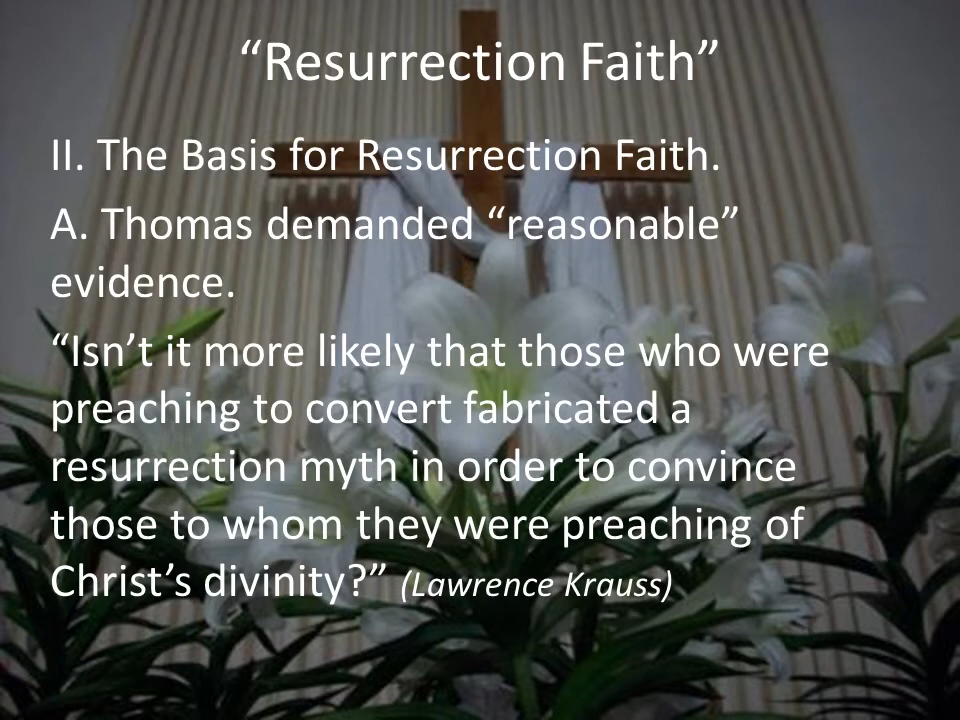 “Resurrection Faith”
II. The Basis for Resurrection Faith.
A. Thomas demanded “reasonable”
evidence.
“Isn’t it more likely that those who were
preaching to convert fabricated a
resurrection myth in order to convince
those to whom they were preaching of
Christ’s divinity?” (Lawrence Krauss)